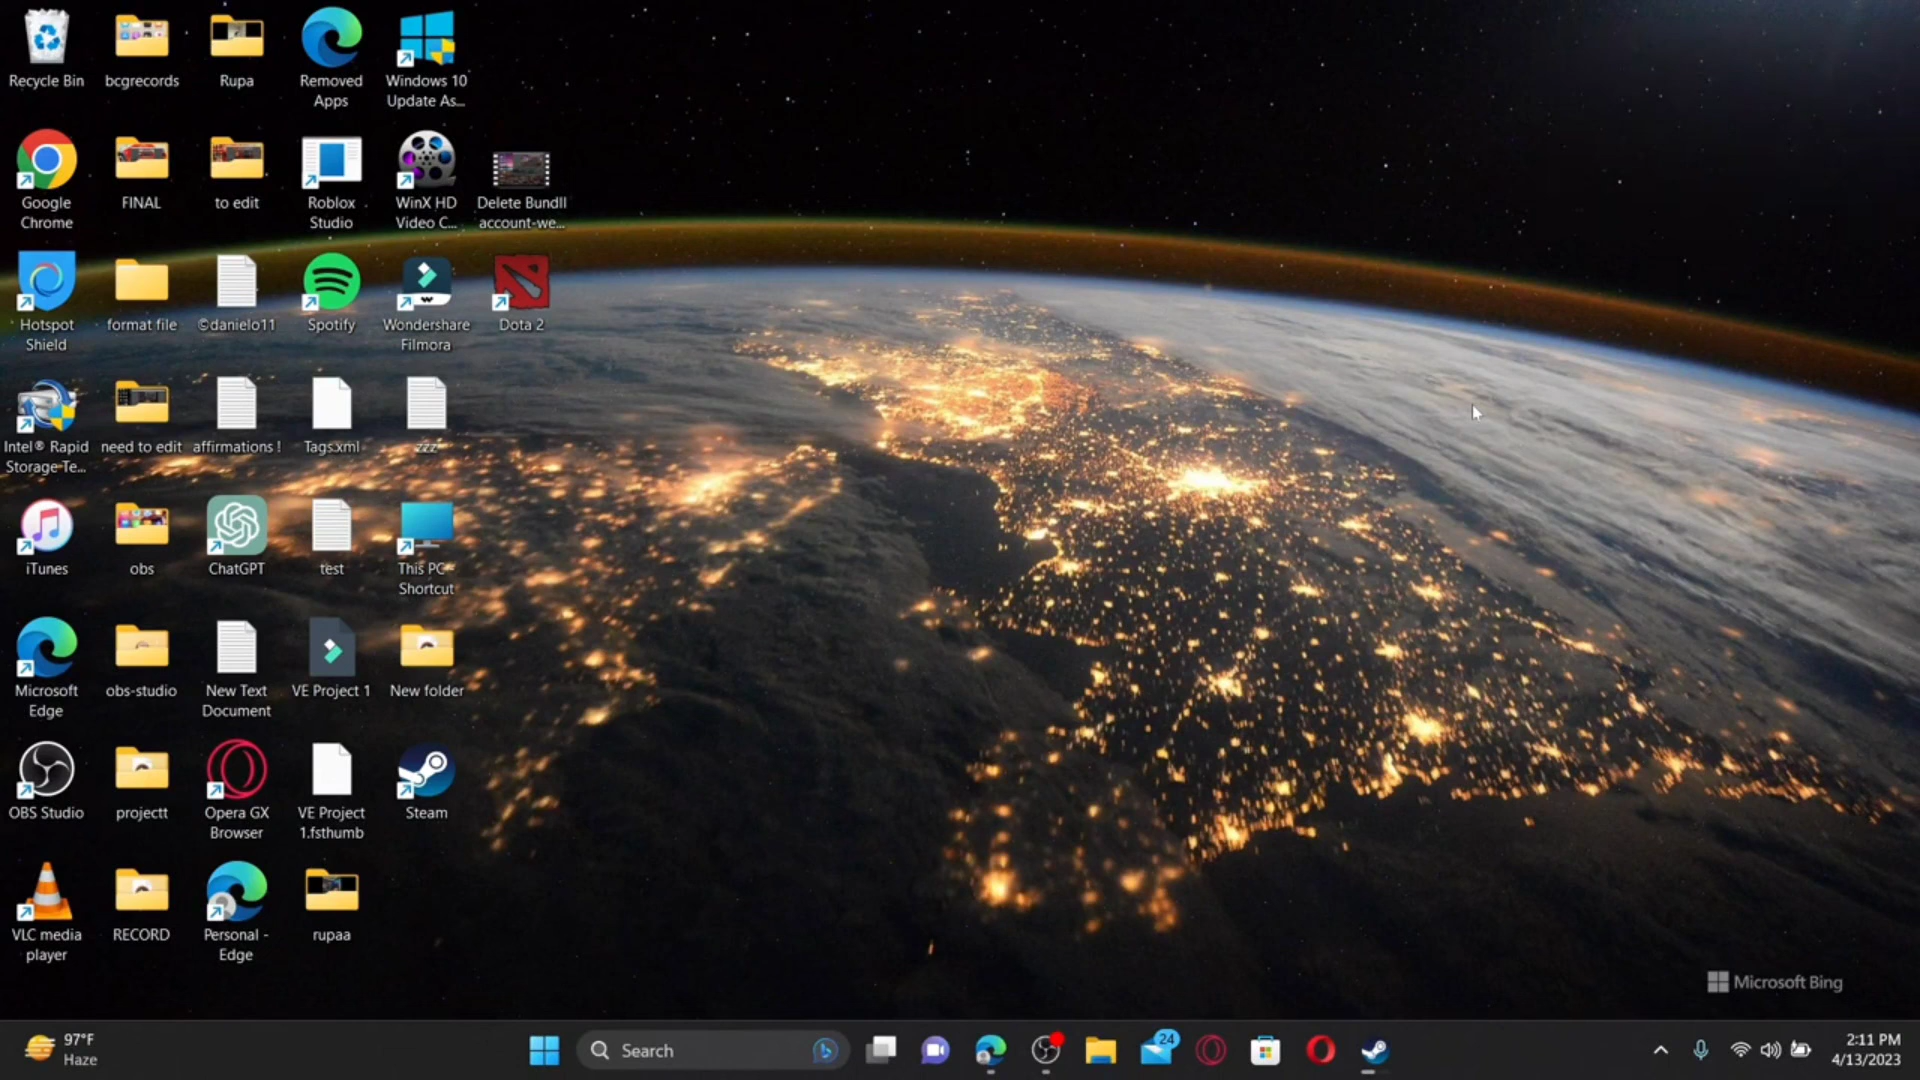 Recycle Bin
bcgrecords
Rupa
Removed
Apps
Windows 10
Update As...
Google
Chrome
FINAL
to edit
Roblox
Studio
WinX HD
Video C...
Delete Bundll
account-we...
Hotspot
Shield
format file
©danielo11
Spotify
Wondershare
Filmora
Dota 2
Intel® Rapid
Storage Te...
need to edit
affirmations !
Tags.xml
zzz
iTunes
obs
ChatGPT
test
This PC -
Shortcut
Microsoft
Edge
obs-studio
New Text
Document
VE Project 1
New folder
OBS Studio
projectt
Opera GX
Browser
VE Project
1.fsthumb
Steam
VLC media
player
RECORD
Personal -
Edge
rupaa
Microsoft Bing
97°F
Haze
Search
24
2:11 PM
4/13/2023